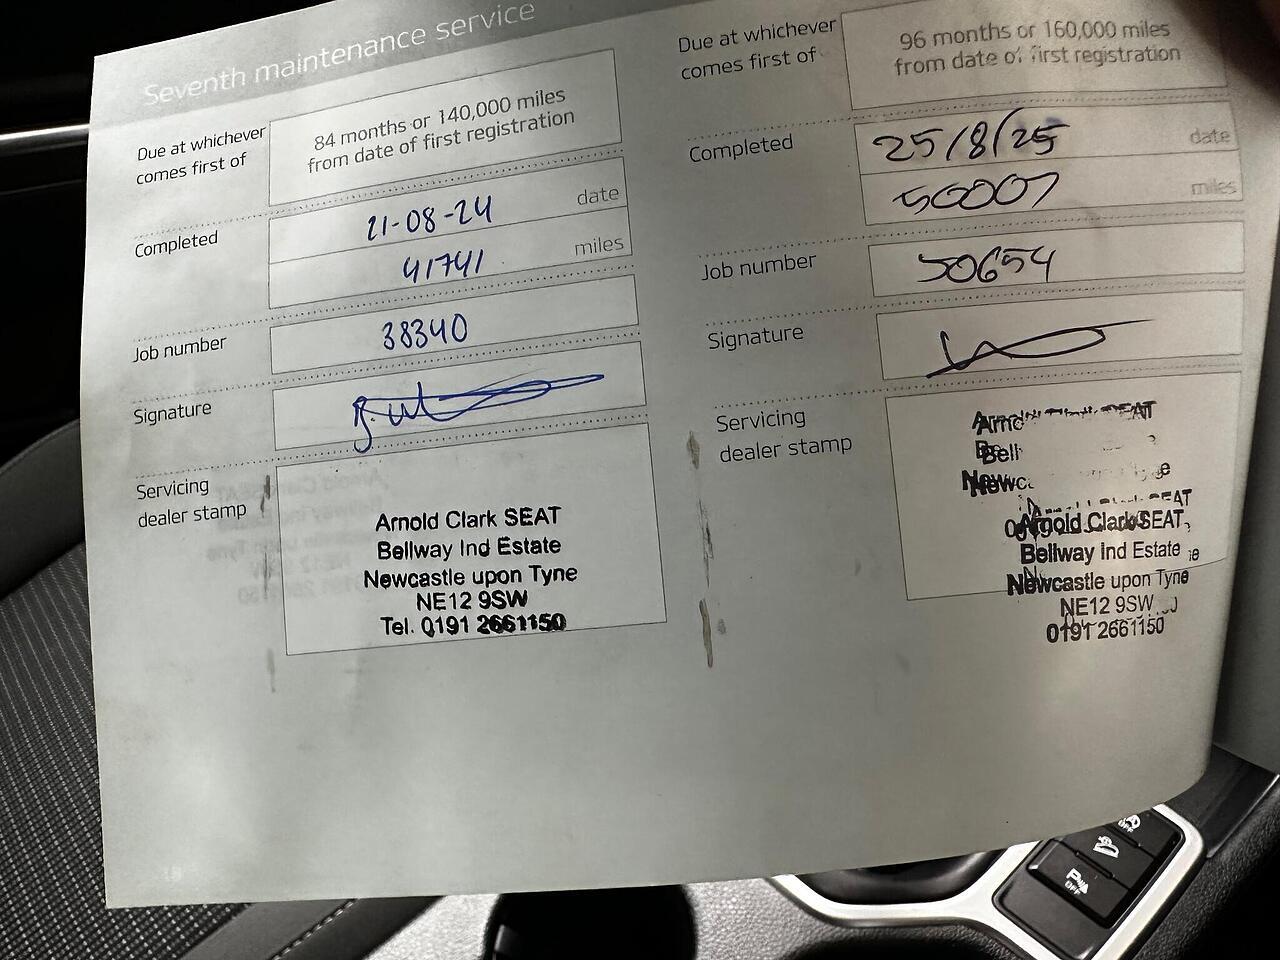 Seventh maintenance service
Due at whichever
comes first of
84 months or 140,000 miles
from date of first registration
Completed
21-08-24 date
41741 miles
Job number
38340
Signature
Servicing
dealer stamp
Arnold Clark SEAT
Bellway Ind Estate
Newcastle upon Tyne
NE12 9SW
Tel. 0191 2661150
Due at whichever
comes first of
96 months or 160,000 miles
from date of first registration
Completed
25/8/25 date
50007 miles
Job number
50654
Signature
Servicing
dealer stamp
Arnold Clark SEAT
Bellway Ind Estate
Newcastle upon Tyne
NE12 9SW
0191 2661150
OFF
OFF